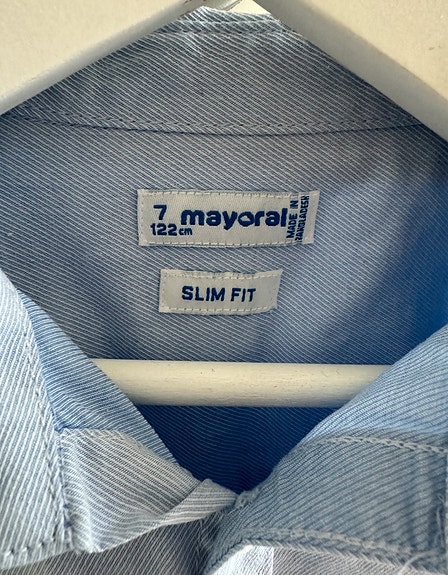 7 mayoral
122cm
MADE IN
BANGLADESH
SLIM FIT